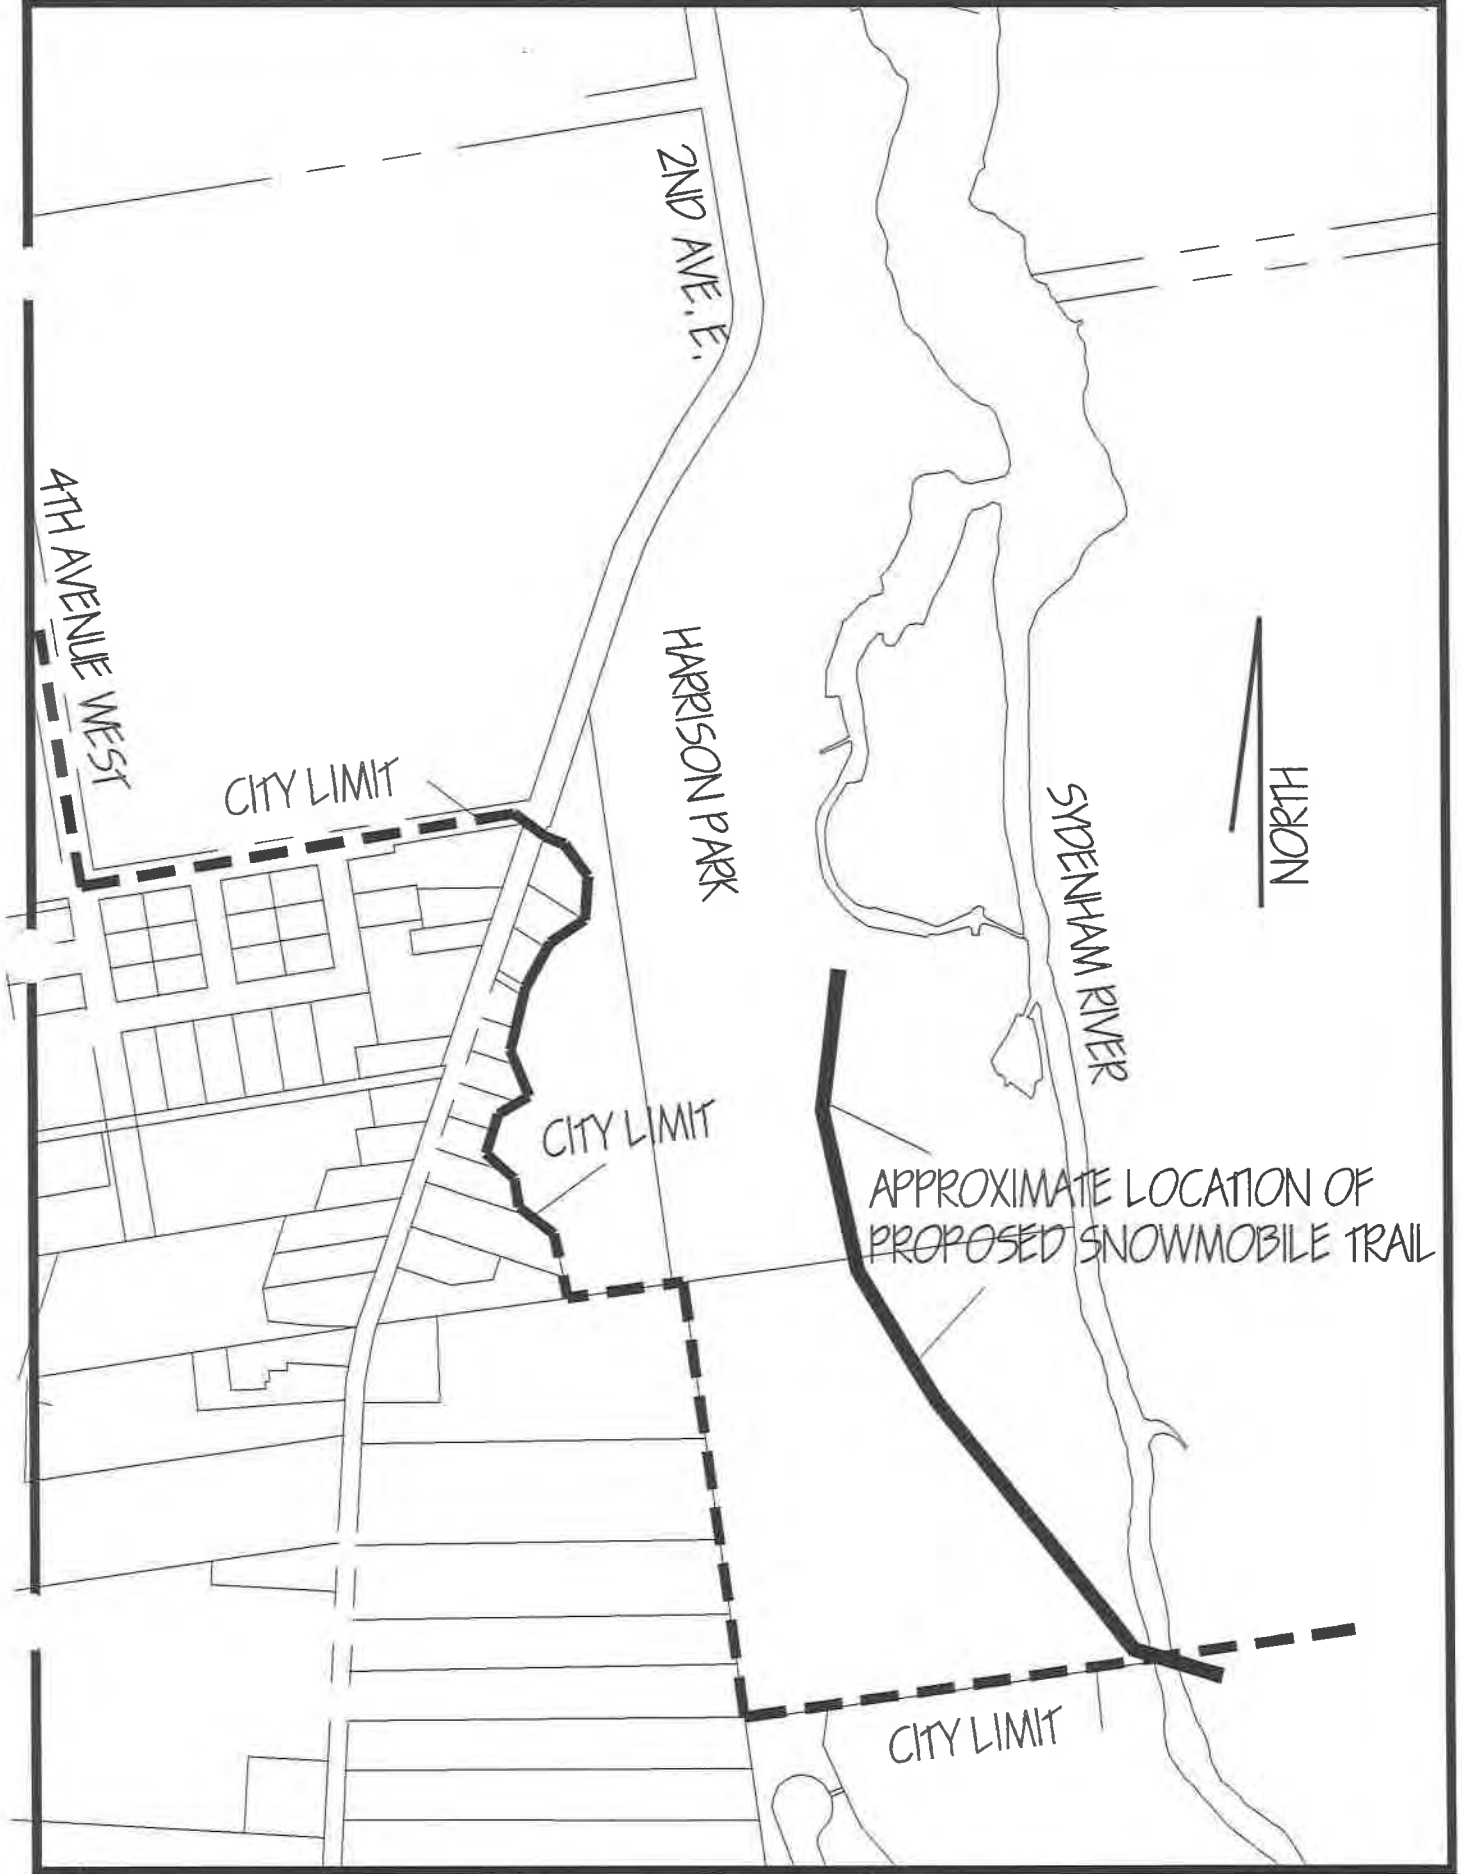 2ND AVE. E.
4TH AVENUE WEST
HARRISON PARK
CITY LIMIT
NORTH
SYDENHAM RIVER
CITY LIMIT
APPROXIMATE LOCATION OF
PROPOSED SNOWMOBILE TRAIL
CITY LIMIT